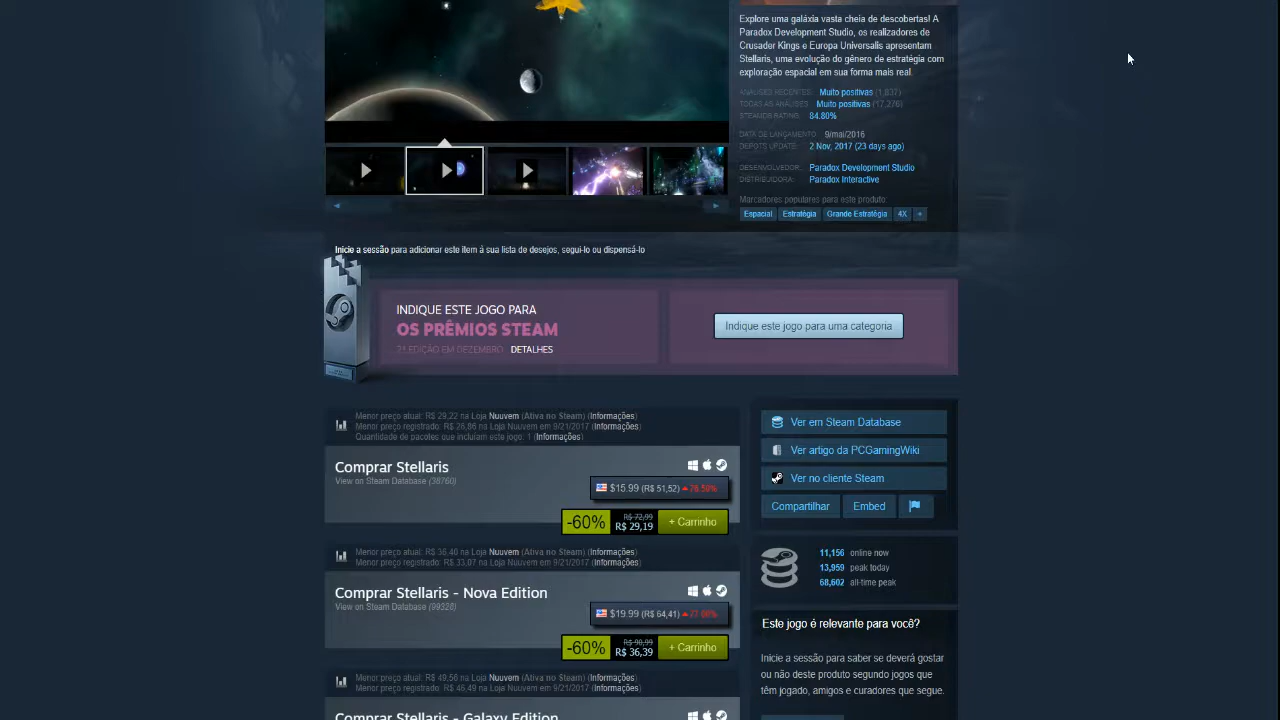 Explore uma galáxia vasta cheia de descobertas! A
Paradox Development Studio, os realizadores de
Crusader Kings e Europa Universalis apresentam
Stellaris, uma evolução do género de estratégia com
exploração espacial em sua forma mais real.
ANÁLISES RECENTES: Muito positivas (1,837)
TODAS AS ANÁLISES: Muito positivas (17,276)
STEAMDB RATING: 84.80%
DATA DE LANÇAMENTO: 9/mai/2016
DEPOTS UPDATE: 2 Nov, 2017 (23 days ago)
DESENVOLVEDOR: Paradox Development Studio
DISTRIBUIDORA: Paradox Interactive
Marcadores populares para este produto:
Espacial Estratégia Grande Estratégia 4X +
Inicie a sessão para adicionar este item á sua lista de desejos, segui-lo ou dispensá-lo
INDIQUE ESTE JOGO PARA
OS PRÊMIOS STEAM
2ª EDIÇÃO EM DEZEMBRO DETALHES
Indique este jogo para uma categoria
Menor preço atual: R$ 29,22 na Loja Nuuvem (Ativa no Steam) (Informações)
Menor preço registrado: R$ 26,86 na Loja Nuuvem em 9/21/2017 (Informações)
Quantidade de pacotes que incluíram este jogo: 1 (Informações)
Comprar Stellaris
View on Steam Database (38760)
$15.99 (R$ 51,52) 76.50%
-60% R$ 72,99
R$ 29,19
+ Carrinho
Menor preço atual: R$ 36,40 na Loja Nuuvem (Ativa no Steam) (Informações)
Menor preço registrado: R$ 33,07 na Loja Nuuvem em 9/21/2017 (Informações)
Comprar Stellaris - Nova Edition
View on Steam Database (99328)
$19.99 (R$ 64,41) 77.00%
-60% R$ 90,99
R$ 36,39
+ Carrinho
Menor preço atual: R$ 49,56 na Loja Nuuvem (Ativa no Steam) (Informações)
Menor preço registrado: R$ 46,49 na Loja Nuuvem em 9/21/2017 (Informações)
Comprar Stellaris - Galaxy Edition
Ver em Steam Database
Ver artigo da PCGamingWiki
Ver no cliente Steam
Compartilhar Embed
11,156 online now
13,959 peak today
68,602 all-time peak
Este jogo é relevante para você?
Inicie a sessão para saber se deverá gostar
ou não deste produto segundo jogos que
têm jogado, amigos e curadores que segue.